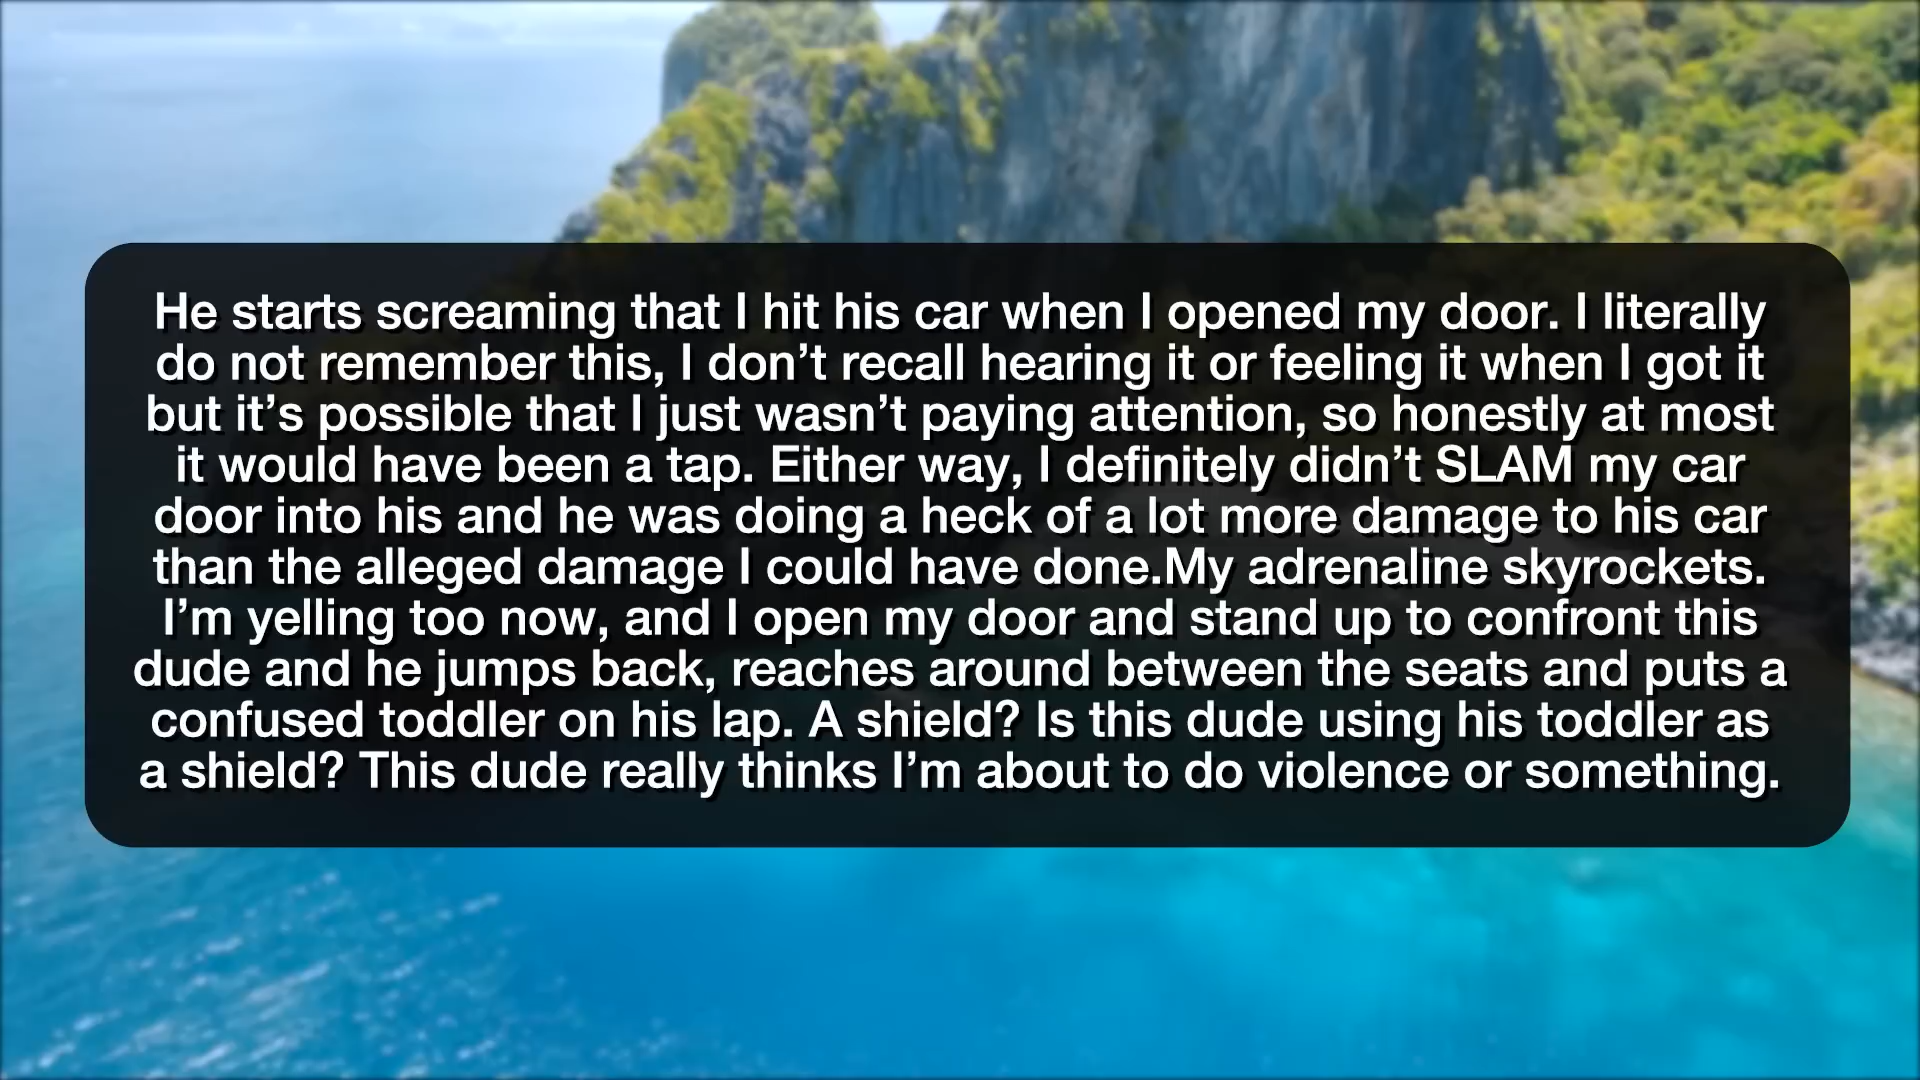 He starts screaming that I hit his car when I opened my door. I literally
do not remember this, I don’t recall hearing it or feeling it when I got it
but it’s possible that I just wasn’t paying attention, so honestly at most
it would have been a tap. Either way, I definitely didn’t SLAM my car
door into his and he was doing a heck of a lot more damage to his car
than the alleged damage I could have done.My adrenaline skyrockets.
I’m yelling too now, and I open my door and stand up to confront this
dude and he jumps back, reaches around between the seats and puts a
confused toddler on his lap. A shield? Is this dude using his toddler as
a shield? This dude really thinks I’m about to do violence or something.